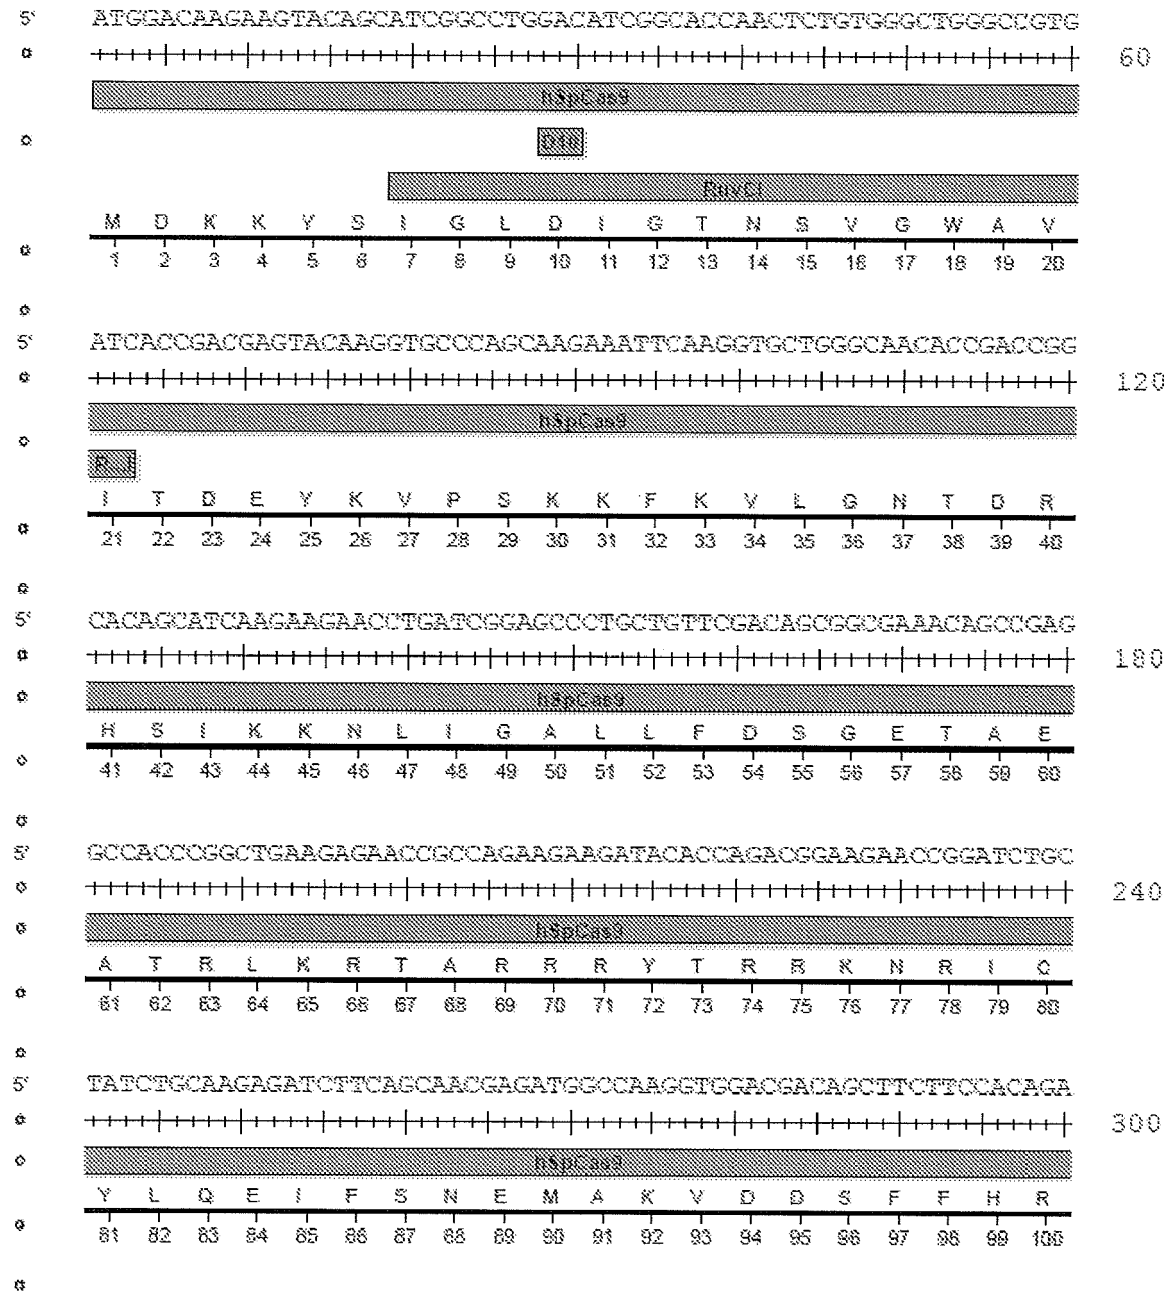 5' ATGGACAAGAAGTACAGCATCGGCCTGGACATCGGCACCAACTCTGTGGGCTGGGCCGTG
60
hSpCas9
D10
RuvCI
M D K K Y S I G L D I G T N S V G W A V
1 2 3 4 5 6 7 8 9 10 11 12 13 14 15 16 17 18 19 20
5' ATCACCGACGAGTACAAGGTGCCCAGCAAGAAATTCAAGGTGCTGGGCAACACCGACCGG
120
hSpCas9
R...I
I T D E Y K V P S K K F K V L G N T D R
21 22 23 24 25 26 27 28 29 30 31 32 33 34 35 36 37 38 39 40
5' CACAGCATCAAGAAGAACCTGATCGGAGCCCTGCTGTTCGACAGCGGCGAAACAGCCGAG
180
hSpCas9
H S I K K N L I G A L L F D S G E T A E
41 42 43 44 45 46 47 48 49 50 51 52 53 54 55 56 57 58 59 60
5' GCCACCCGGCTGAAGAGAACCGCCAGAAGAAGATACACCAGACGGAAGAACCGGATCTGC
240
hSpCas9
A T R L K R T A R R R Y T R R K N R I C
61 62 63 64 65 66 67 68 69 70 71 72 73 74 75 76 77 78 79 80
5' TATCTGCAAGAGATCTTCAGCAACGAGATGGCCAAGGTGGACGACAGCTTCTTCCACAGA
300
hSpCas9
Y L Q E I F S N E M A K V D D S F F H R
81 82 83 84 85 86 87 88 89 90 91 92 93 94 95 96 97 98 99 100